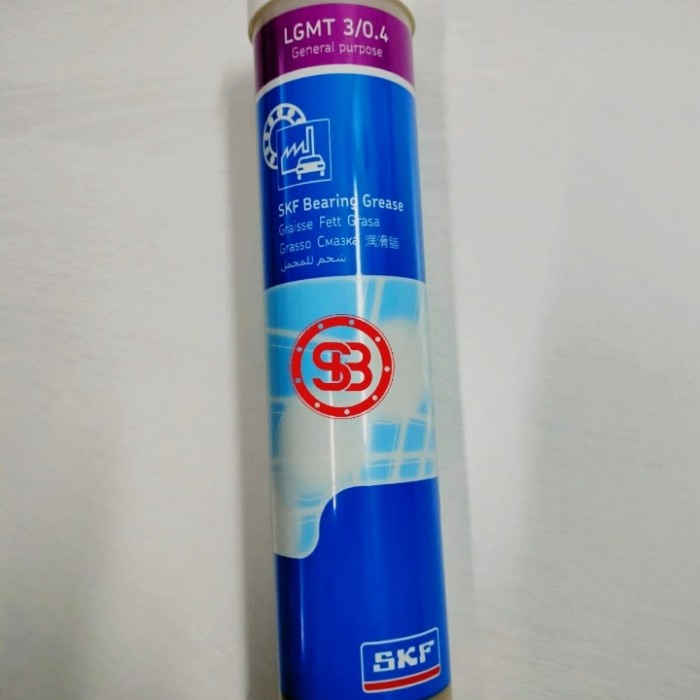 LGMT 3/0.4
General purpose
SKF Bearing Grease
Graisse Fett Grasa
Grasso Смазка 润滑脂
شحم للمحمل
SB
SKF